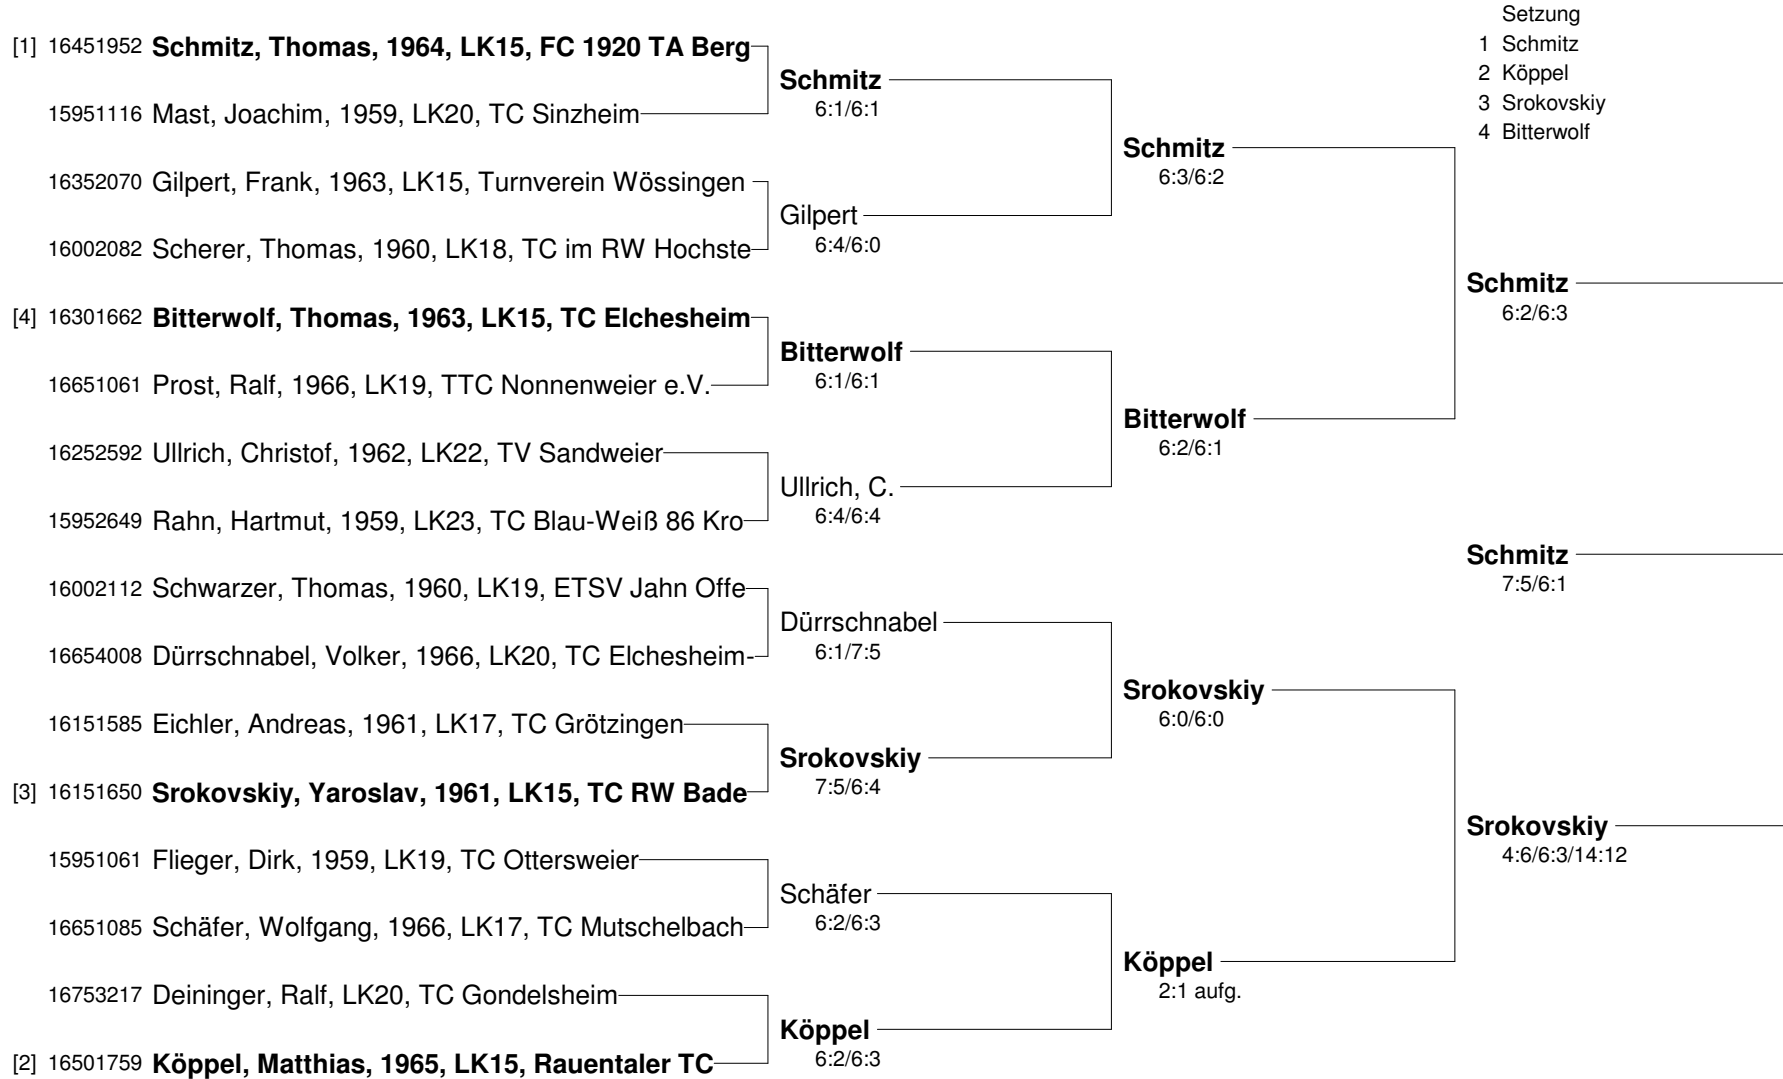 Setzung
1 Schmitz
2 Köppel
3 Srokovskiy
4 Bitterwolf
[1] 16451952 Schmitz, Thomas, 1964, LK15, FC 1920 TA Berg
Schmitz
6:1/6:1
15951116 Mast, Joachim, 1959, LK20, TC Sinzheim
Schmitz
6:3/6:2
16352070 Gilpert, Frank, 1963, LK15, Turnverein Wössingen
Gilpert
6:4/6:0
16002082 Scherer, Thomas, 1960, LK18, TC im RW Hochste
Schmitz
6:2/6:3
[4] 16301662 Bitterwolf, Thomas, 1963, LK15, TC Elchesheim
Bitterwolf
6:1/6:1
16651061 Prost, Ralf, 1966, LK19, TTC Nonnenweier e.V.
Bitterwolf
6:2/6:1
16252592 Ullrich, Christof, 1962, LK22, TV Sandweier
Ullrich, C.
6:4/6:4
15952649 Rahn, Hartmut, 1959, LK23, TC Blau-Weiß 86 Kro
Schmitz
7:5/6:1
16002112 Schwarzer, Thomas, 1960, LK19, ETSV Jahn Offe
Dürrschnabel
6:1/7:5
16654008 Dürrschnabel, Volker, 1966, LK20, TC Elchesheim-
Srokovskiy
6:0/6:0
16151585 Eichler, Andreas, 1961, LK17, TC Grötzingen
Srokovskiy
7:5/6:4
[3] 16151650 Srokovskiy, Yaroslav, 1961, LK15, TC RW Bade
Srokovskiy
4:6/6:3/14:12
15951061 Flieger, Dirk, 1959, LK19, TC Ottersweier
Schäfer
6:2/6:3
16651085 Schäfer, Wolfgang, 1966, LK17, TC Mutschelbach
Köppel
2:1 aufg.
16753217 Deininger, Ralf, LK20, TC Gondelsheim
Köppel
6:2/6:3
[2] 16501759 Köppel, Matthias, 1965, LK15, Rauentaler TC